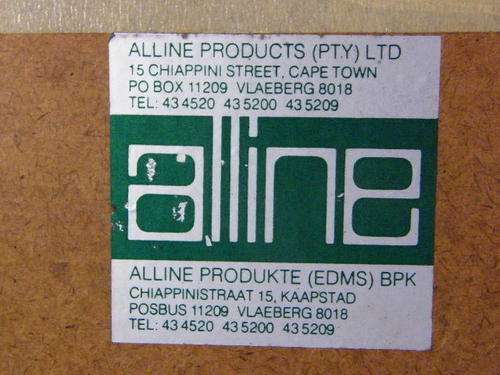 ALLINE PRODUCTS (PTY) LTD
15 CHIAPPINI STREET, CAPE TOWN
PO BOX 11209 VLAEBERG 8018
TEL: 43 4520 43 5200 43 5209
alline
ALLINE PRODUKTE (EDMS) BPK
CHIAPPINISTRAAT 15, KAAPSTAD
POSBUS 11209 VLAEBERG 8018
TEL: 43 4520 43 5200 43 5209